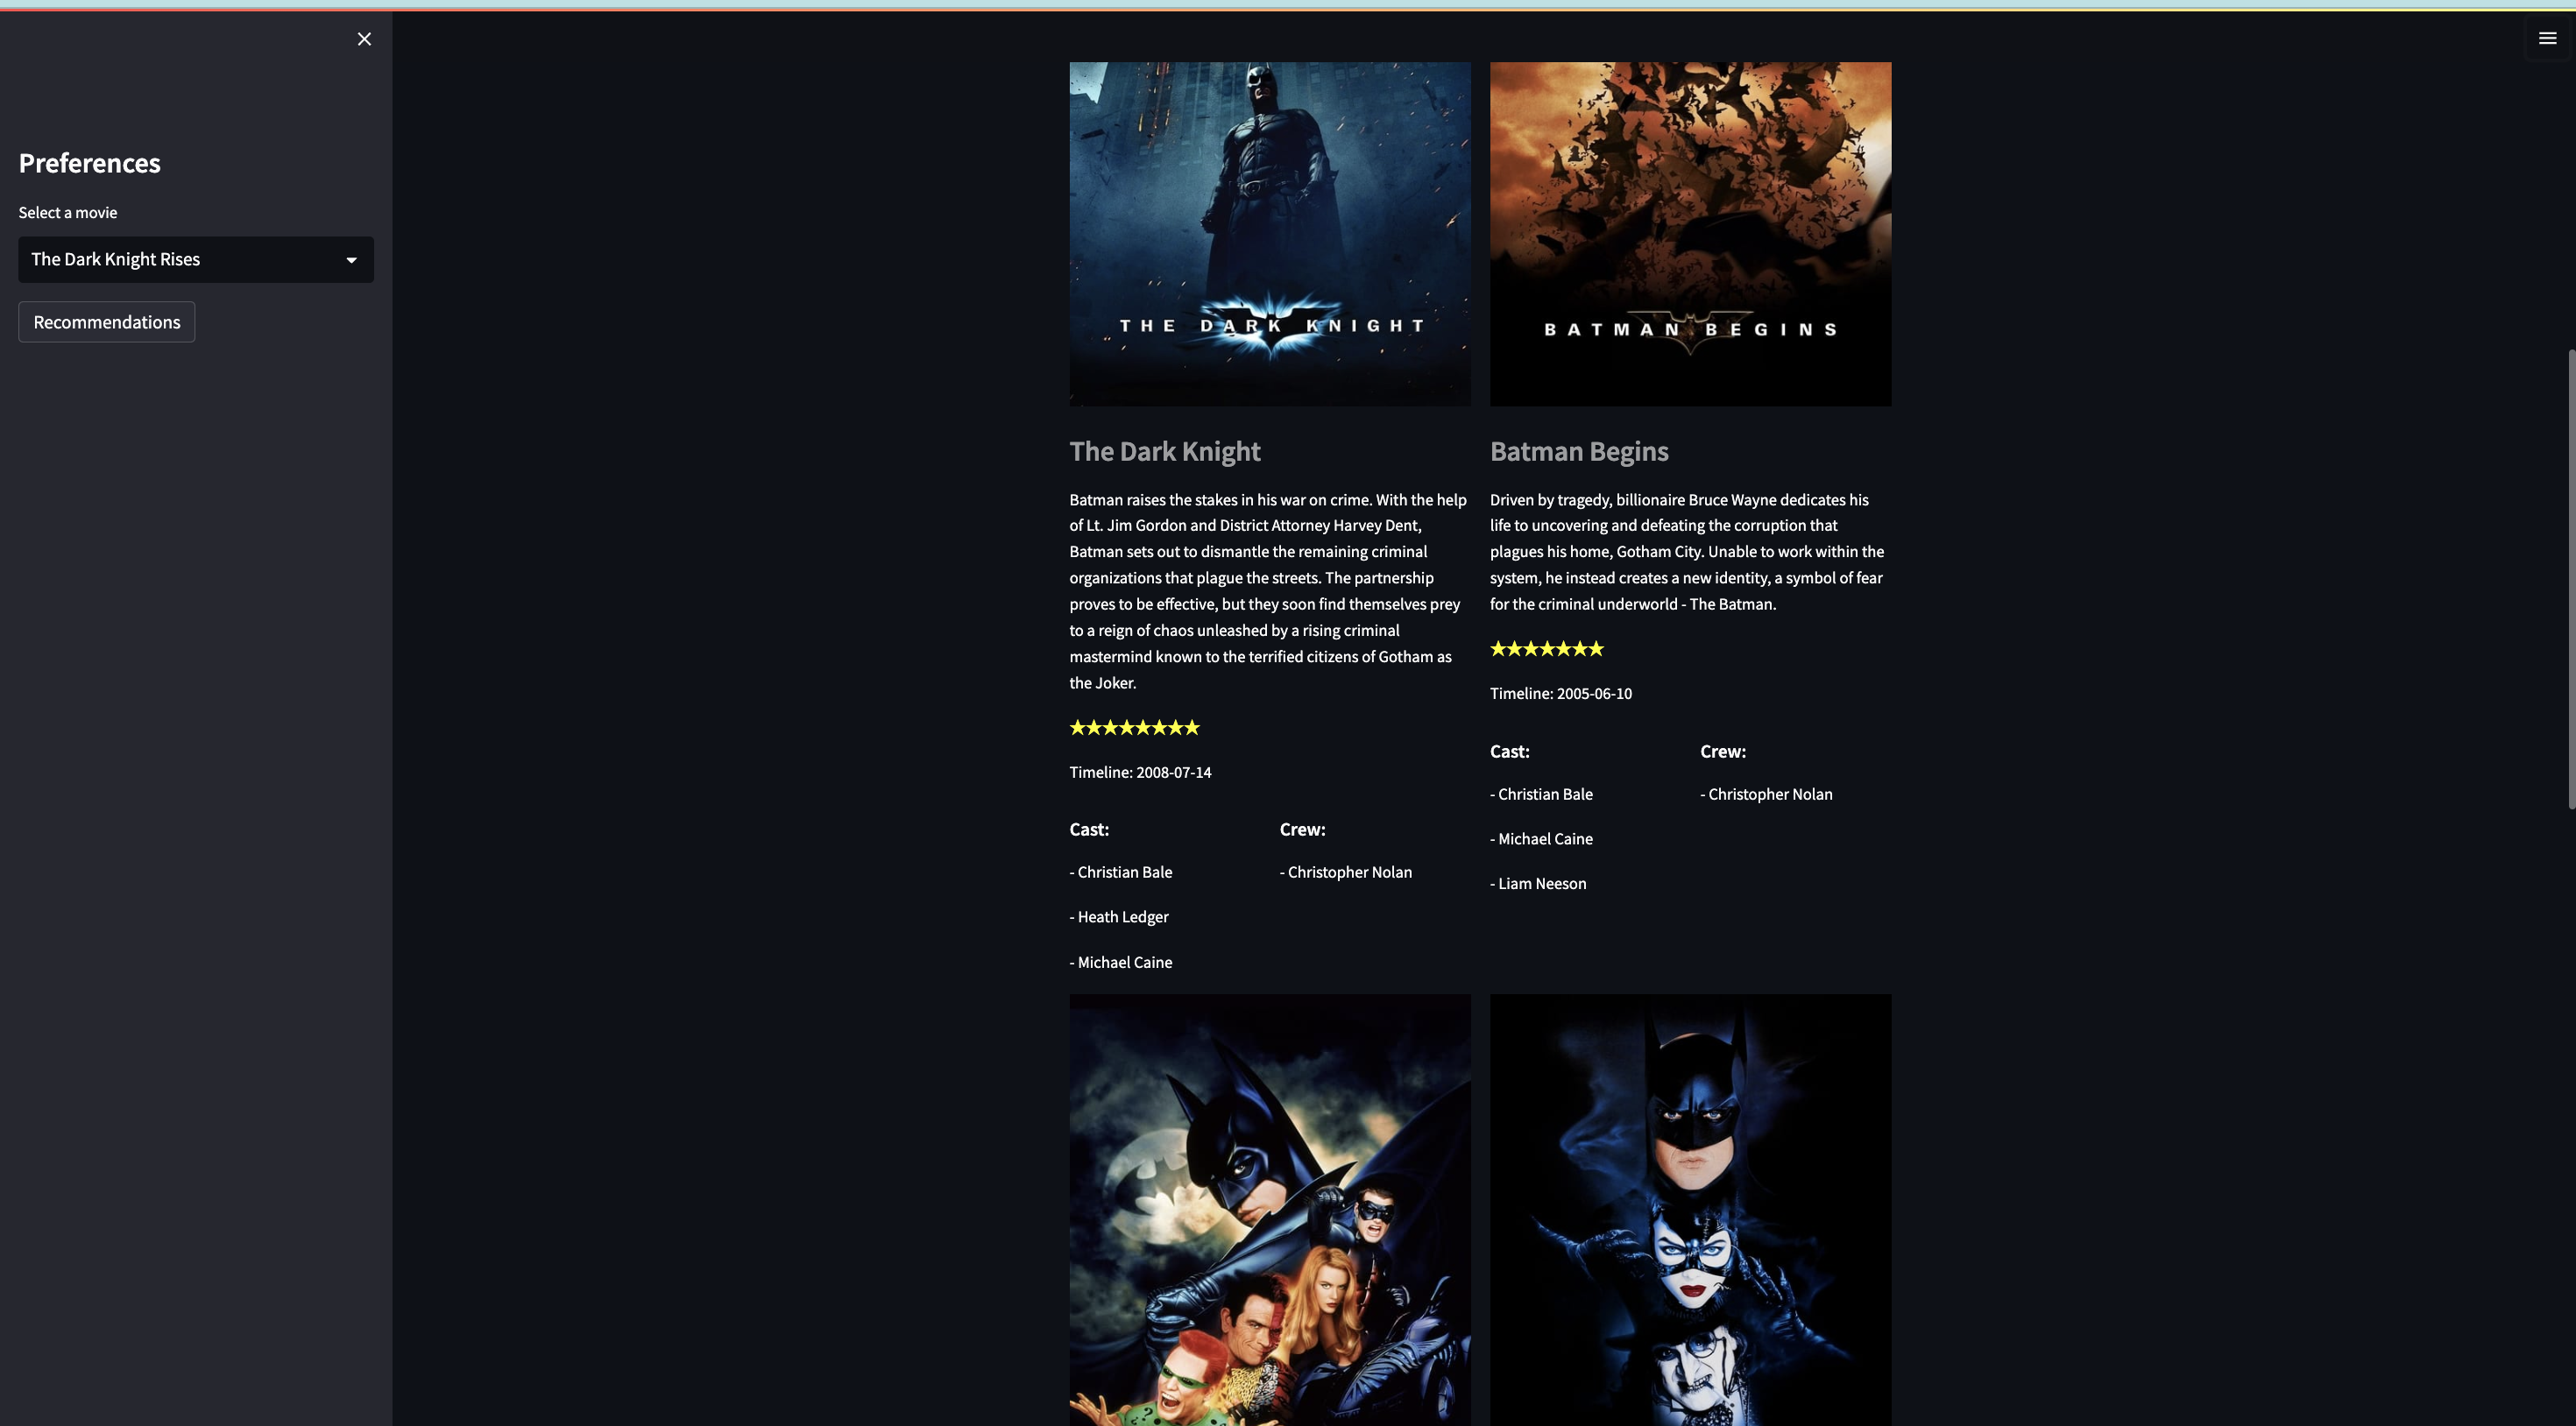 Preferences
Select a movie
The Dark Knight Rises
Recommendations
THE DARK KNIGHT
The Dark Knight
Batman raises the stakes in his war on crime. With the help
of Lt. Jim Gordon and District Attorney Harvey Dent,
Batman sets out to dismantle the remaining criminal
organizations that plague the streets. The partnership
proves to be effective, but they soon find themselves prey
to a reign of chaos unleashed by a rising criminal
mastermind known to the terrified citizens of Gotham as
the Joker.
★★★★★★★★
Timeline: 2008-07-14
Cast:
- Christian Bale
- Heath Ledger
- Michael Caine
Crew:
- Christopher Nolan
BATMAN BEGINS
Batman Begins
Driven by tragedy, billionaire Bruce Wayne dedicates his
life to uncovering and defeating the corruption that
plagues his home, Gotham City. Unable to work within the
system, he instead creates a new identity, a symbol of fear
for the criminal underworld - The Batman.
★★★★★★★
Timeline: 2005-06-10
Cast:
- Christian Bale
- Michael Caine
- Liam Neeson
Crew:
- Christopher Nolan